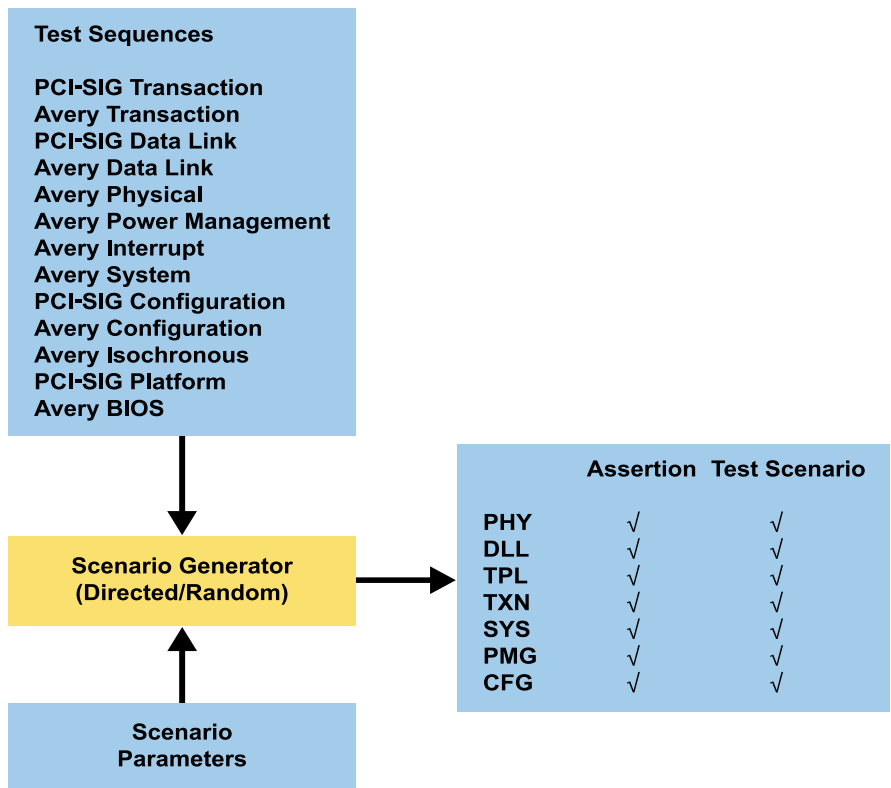 Test Sequences
PCI-SIG Transaction
Avery Transaction
PCI-SIG Data Link
Avery Data Link
Avery Physical
Avery Power Management
Avery Interrupt
Avery System
PCI-SIG Configuration
Avery Configuration
Avery Isochronous
PCI-SIG Platform
Avery BIOS
Scenario Generator
(Directed/Random)
Scenario
Parameters
Assertion Test Scenario
PHY √ √
DLL √ √
TPL √ √
TXN √ √
SYS √ √
PMG √ √
CFG √ √